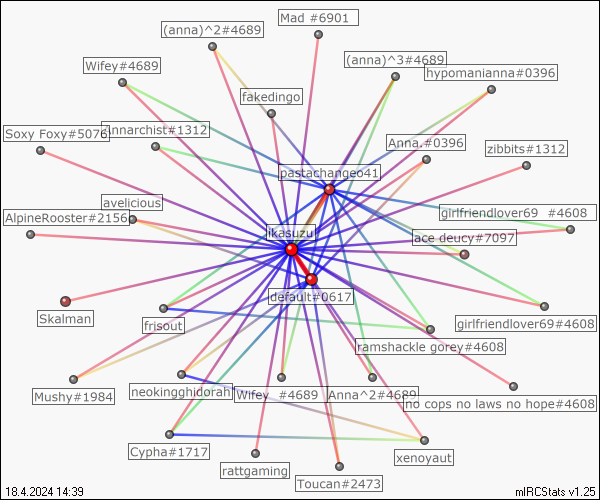 Mad #6901
(anna)^2#4689
(anna)^3#4689
Wifey#4689
hypomanianna#0396
fakedingo
Soxy Foxy#5076
Annarchist#1312
Anna.#0396
zibbits#1312
pastachangeo41
avelicious
AlpineRooster#2156
girlfriendlover69 #4608
ikasuzu
ace deucy#7097
default#0617
Skalman
frisout
girlfriendlover69#4608
ramshackle gorey#4608
Mushy#1984
neokingghidorah
Wifey #4689
Anna^2#4689
no cops no laws no hope#4608
Cypha#1717
rattgaming
xenoyaut
Toucan#2473
18.4.2024 14:39
mIRCStats v1.25